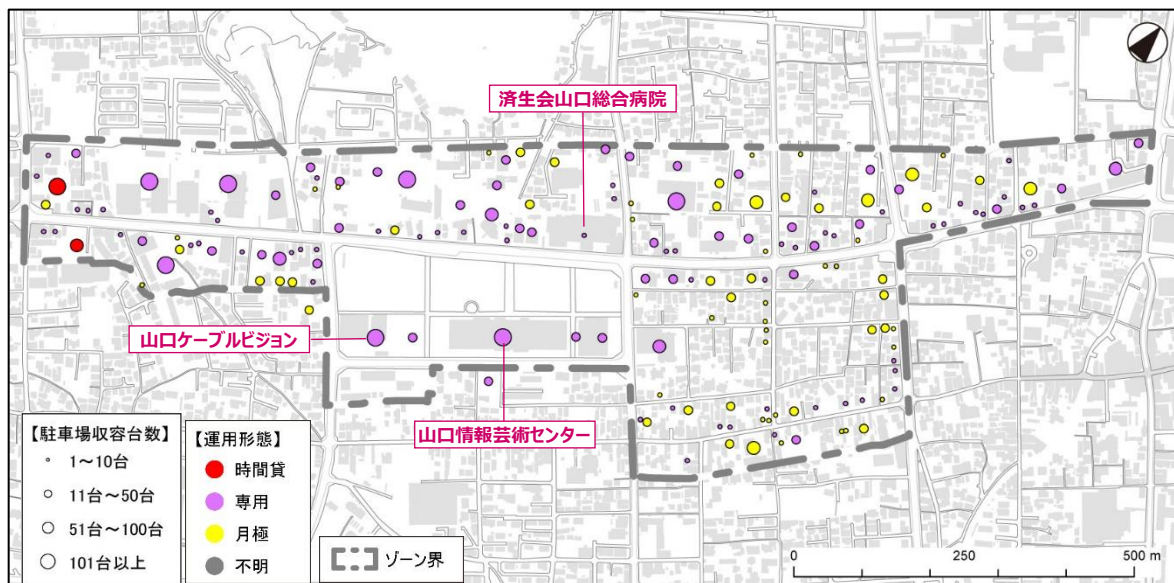 済生会山口総合病院
山口ケーブルビジョン
山口情報芸術センター
【駐車場収容台数】
1～10台
11台～50台
51台～100台
101台以上
【運用形態】
時間貸
専用
月極
不明
ゾーン界
0 250 500 m